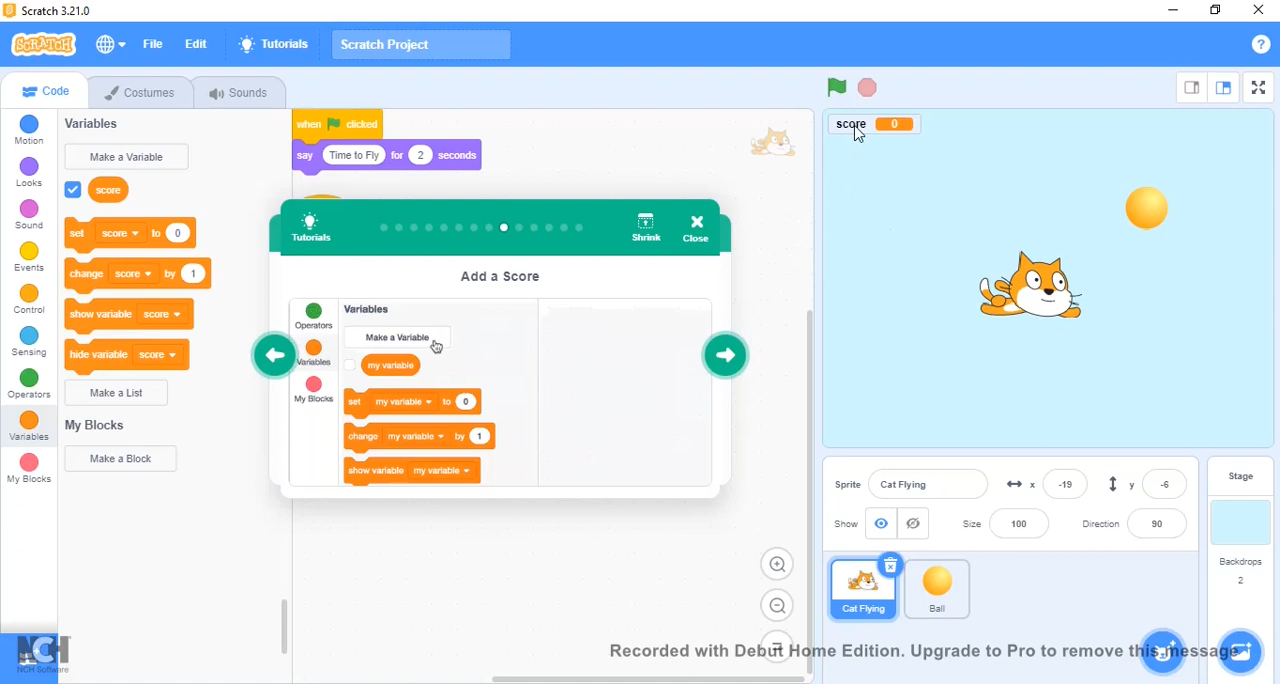 Scratch 3.21.0
SCRATCH File Edit Tutorials Scratch Project ?
Code Costumes Sounds
Motion
Looks
Sound
Events
Control
Sensing
Operators
Variables
My Blocks
Variables
Make a Variable
score
set score to 0
change score by 1
show variable score
hide variable score
Make a List
My Blocks
Make a Block
when clicked
say Time to Fly for 2 seconds
Tutorials Shrink Close
Add a Score
Operators
Variables
My Blocks
Variables
Make a Variable
my variable
set my variable to 0
change my variable by 1
show variable my variable
score 0
Sprite Cat Flying x -19 y -6
Show Size 100 Direction 90
Cat Flying Ball
Stage
Backdrops
2
NCH
NCH Software
Recorded with Debut Home Edition. Upgrade to Pro to remove this message